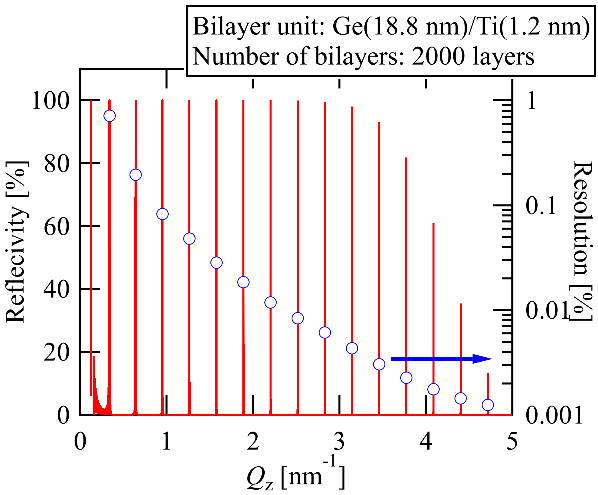 Bilayer unit: Ge(18.8 nm)/Ti(1.2 nm)
Number of bilayers: 2000 layers
100
80
60
40
20
0
Reflecivity [%]
1
0.1
0.01
0.001
Resolution [%]
0 1 2 3 4 5
Qz [nm-1]